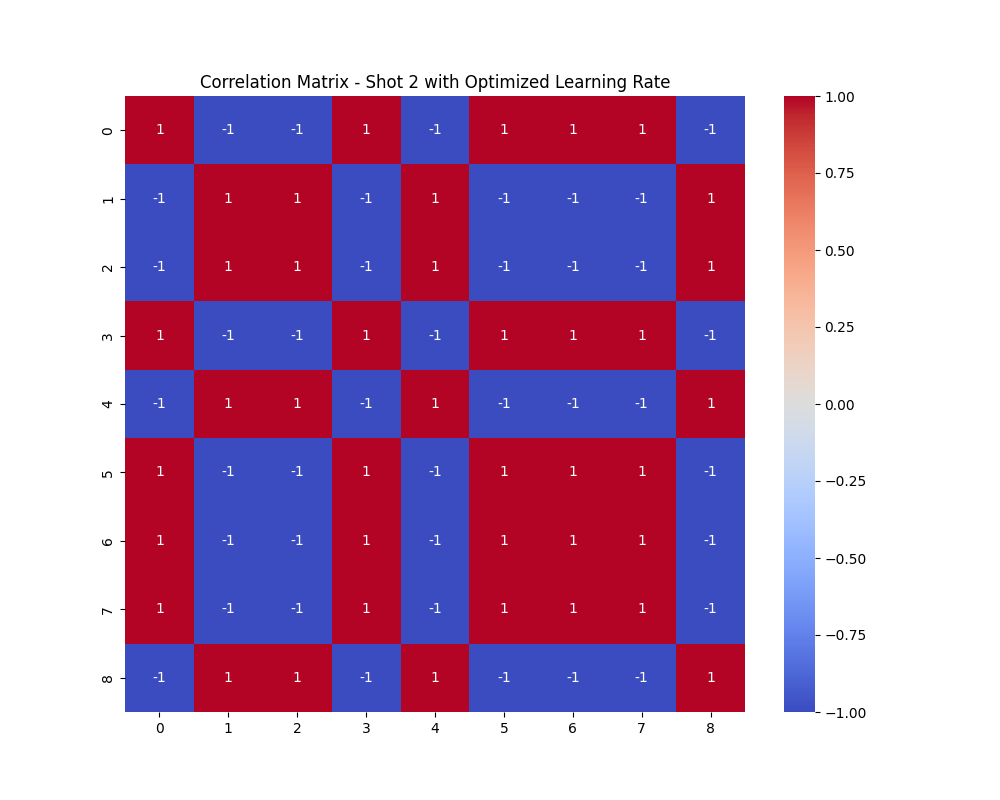 Correlation Matrix - Shot 2 with Optimized Learning Rate
0 1 -1 -1 1 -1 1 1 1 -1
1 -1 1 1 -1 1 -1 -1 -1 1
2 -1 1 1 -1 1 -1 -1 -1 1
3 1 -1 -1 1 -1 1 1 1 -1
4 -1 1 1 -1 1 -1 -1 -1 1
5 1 -1 -1 1 -1 1 1 1 -1
6 1 -1 -1 1 -1 1 1 1 -1
7 1 -1 -1 1 -1 1 1 1 -1
8 -1 1 1 -1 1 -1 -1 -1 1
0 1 2 3 4 5 6 7 8
1.00
0.75
0.50
0.25
0.00
−0.25
−0.50
−0.75
−1.00